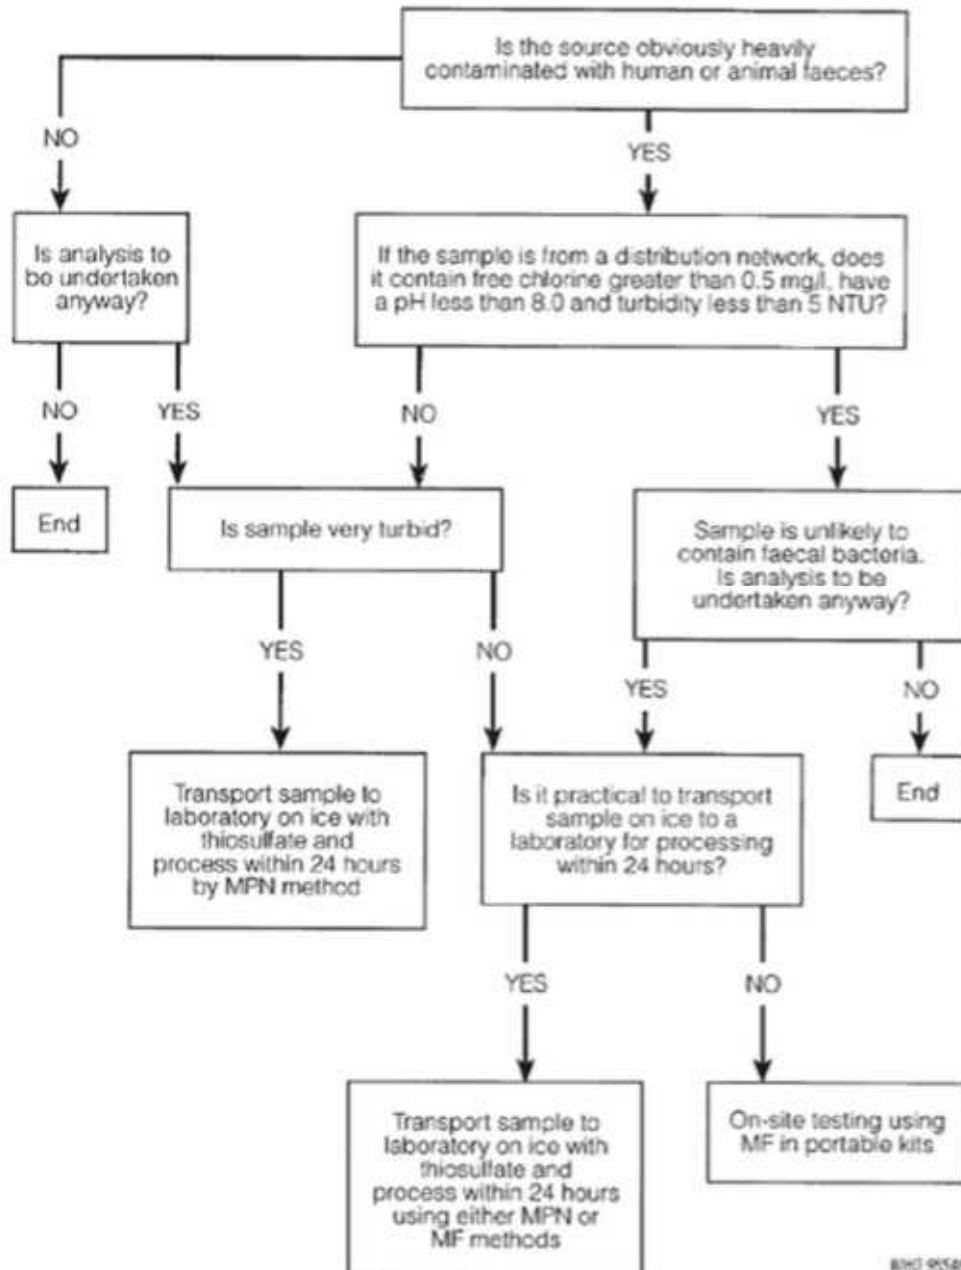 Is the source obviously heavily
contaminated with human or animal faeces?
NO
YES
Is analysis to
be undertaken
anyway?
If the sample is from a distribution network, does
it contain free chlorine greater than 0.5 mg/l, have
a pH less than 8.0 and turbidity less than 5 NTU?
NO
YES
NO
YES
End
Is sample very turbid?
Sample is unlikely to
contain faecal bacteria.
Is analysis to be
undertaken anyway?
YES
NO
YES
NO
Transport sample to
laboratory on ice with
thiosulfate and
process within 24 hours
by MPN method
Is it practical to transport
sample on ice to a
laboratory for processing
within 24 hours?
End
YES
NO
Transport sample to
laboratory on ice with
thiosulfate and
process within 24 hours
using either MPN or
MF methods
On-site testing using
MF in portable kits